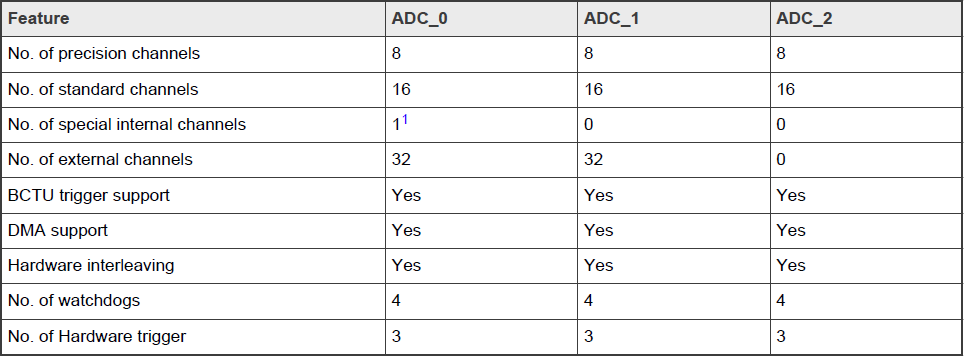 Feature ADC_0 ADC_1 ADC_2
No. of precision channels 8 8 8
No. of standard channels 16 16 16
No. of special internal channels 1¹ 0 0
No. of external channels 32 32 0
BCTU trigger support Yes Yes Yes
DMA support Yes Yes Yes
Hardware interleaving Yes Yes Yes
No. of watchdogs 4 4 4
No. of Hardware trigger 3 3 3